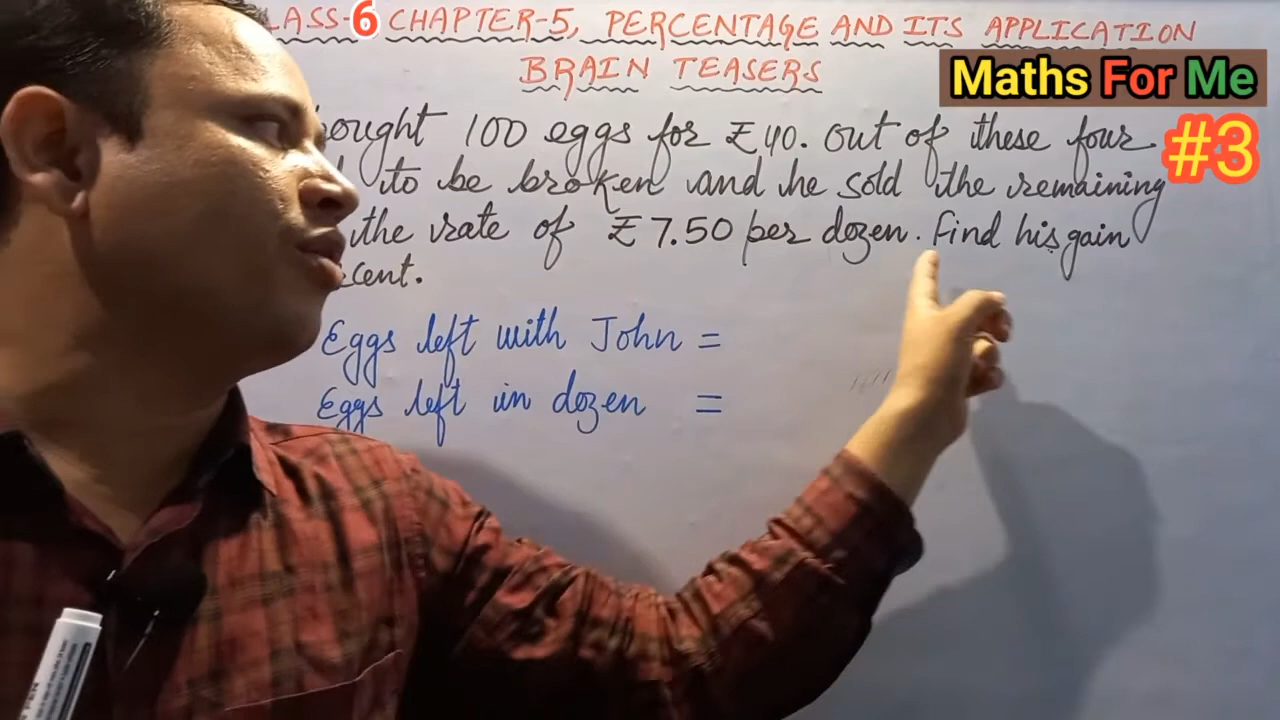 LASS-6 CHAPTER-5, PERCENTAGE AND ITS APPLICATION
BRAIN TEASERS
Maths For Me
#3
bought 100 eggs for ₹40. out of these four
to be broken and he sold the remaining
the rate of ₹7.50 per dozen. find his gain
cent.
Eggs left with John =
Eggs left in dozen =